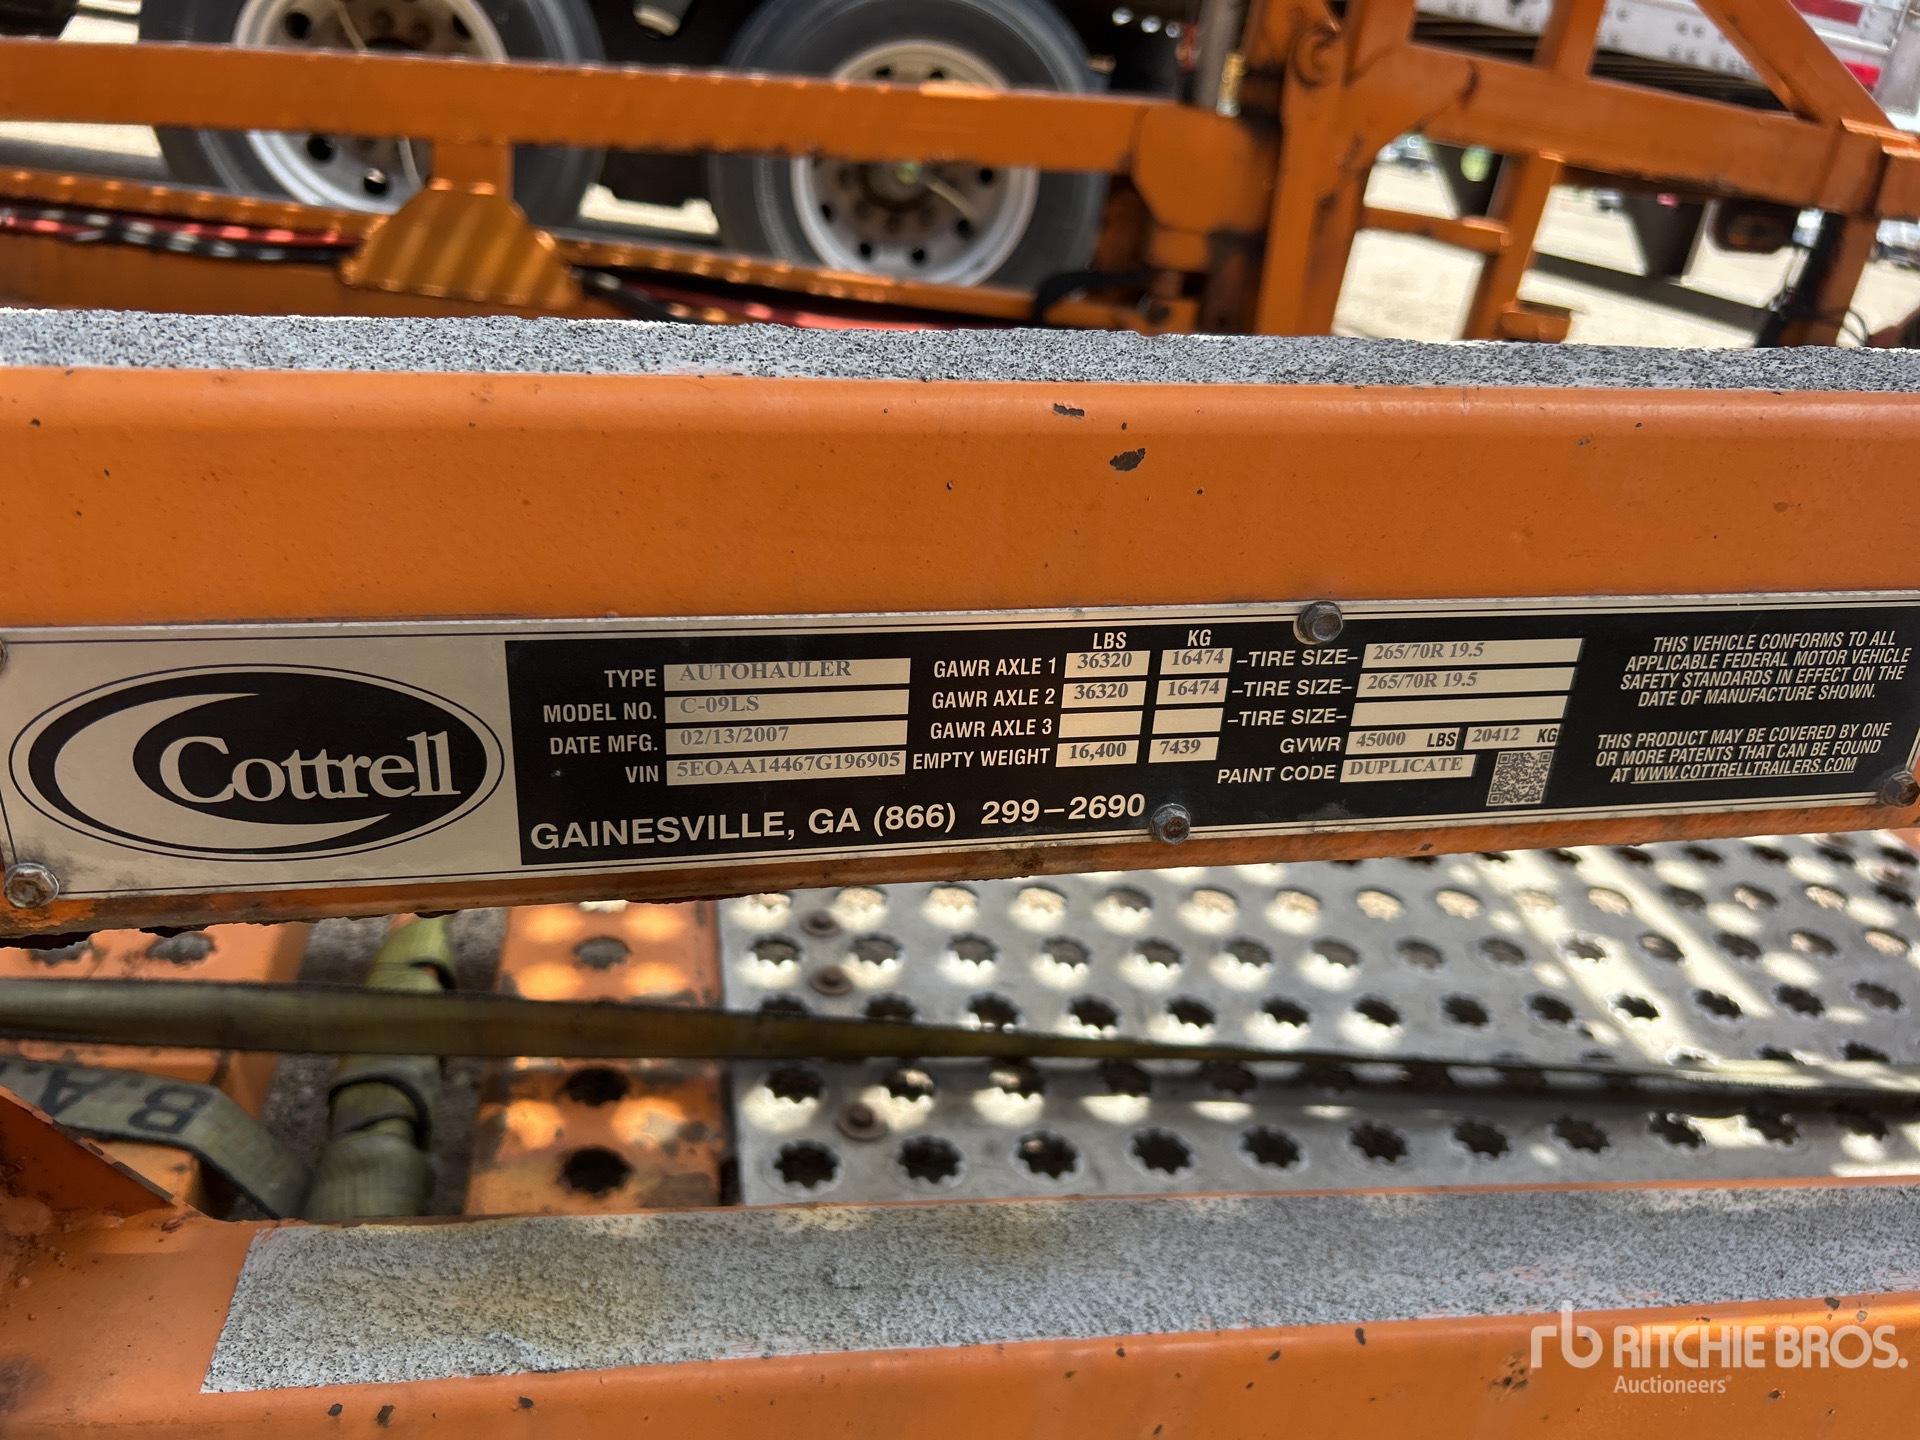 Cottrell
TYPE AUTOHAULER
MODEL NO. C-09LS
DATE MFG. 02/13/2007
VIN 5EOAA14467G196905
GAINESVILLE, GA (866) 299-2690
LBS KG
GAWR AXLE 1 36320 16474 -TIRE SIZE- 265/70R 19.5
GAWR AXLE 2 36320 16474 -TIRE SIZE- 265/70R 19.5
GAWR AXLE 3 -TIRE SIZE-
EMPTY WEIGHT 16,400 7439 GVWR 45000 LBS 20412 KG
PAINT CODE DUPLICATE
THIS VEHICLE CONFORMS TO ALL
APPLICABLE FEDERAL MOTOR VEHICLE
SAFETY STANDARDS IN EFFECT ON THE
DATE OF MANUFACTURE SHOWN.
THIS PRODUCT MAY BE COVERED BY ONE
OR MORE PATENTS THAT CAN BE FOUND
AT WWW.COTTRELLTRAILERS.COM
B.A.
rb RITCHIE BROS.
Auctioneers